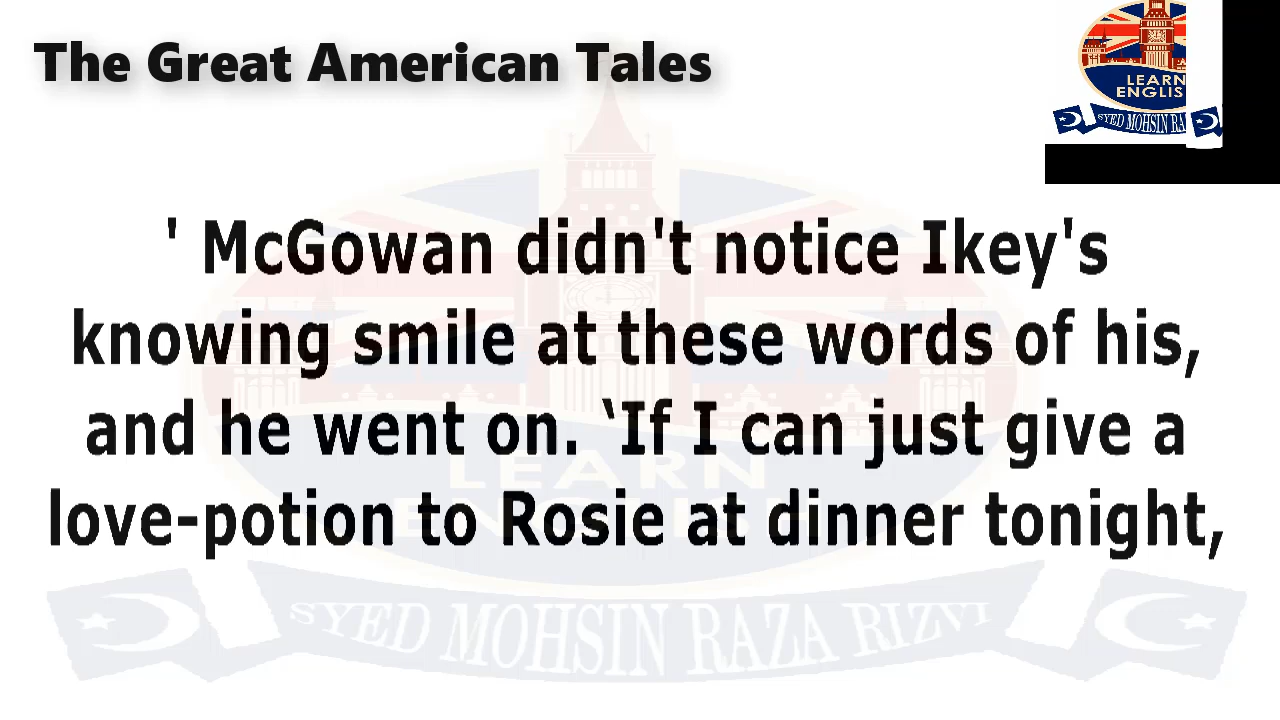 The Great American Tales
LEARN
ENGLIS
SYED MOHSIN RA
' McGowan didn't notice Ikey's
knowing smile at these words of his,
and he went on. ‘If I can just give a
love-potion to Rosie at dinner tonight,
LEARN
ENGLISH
SYED MOHSIN RAZA RIZVI